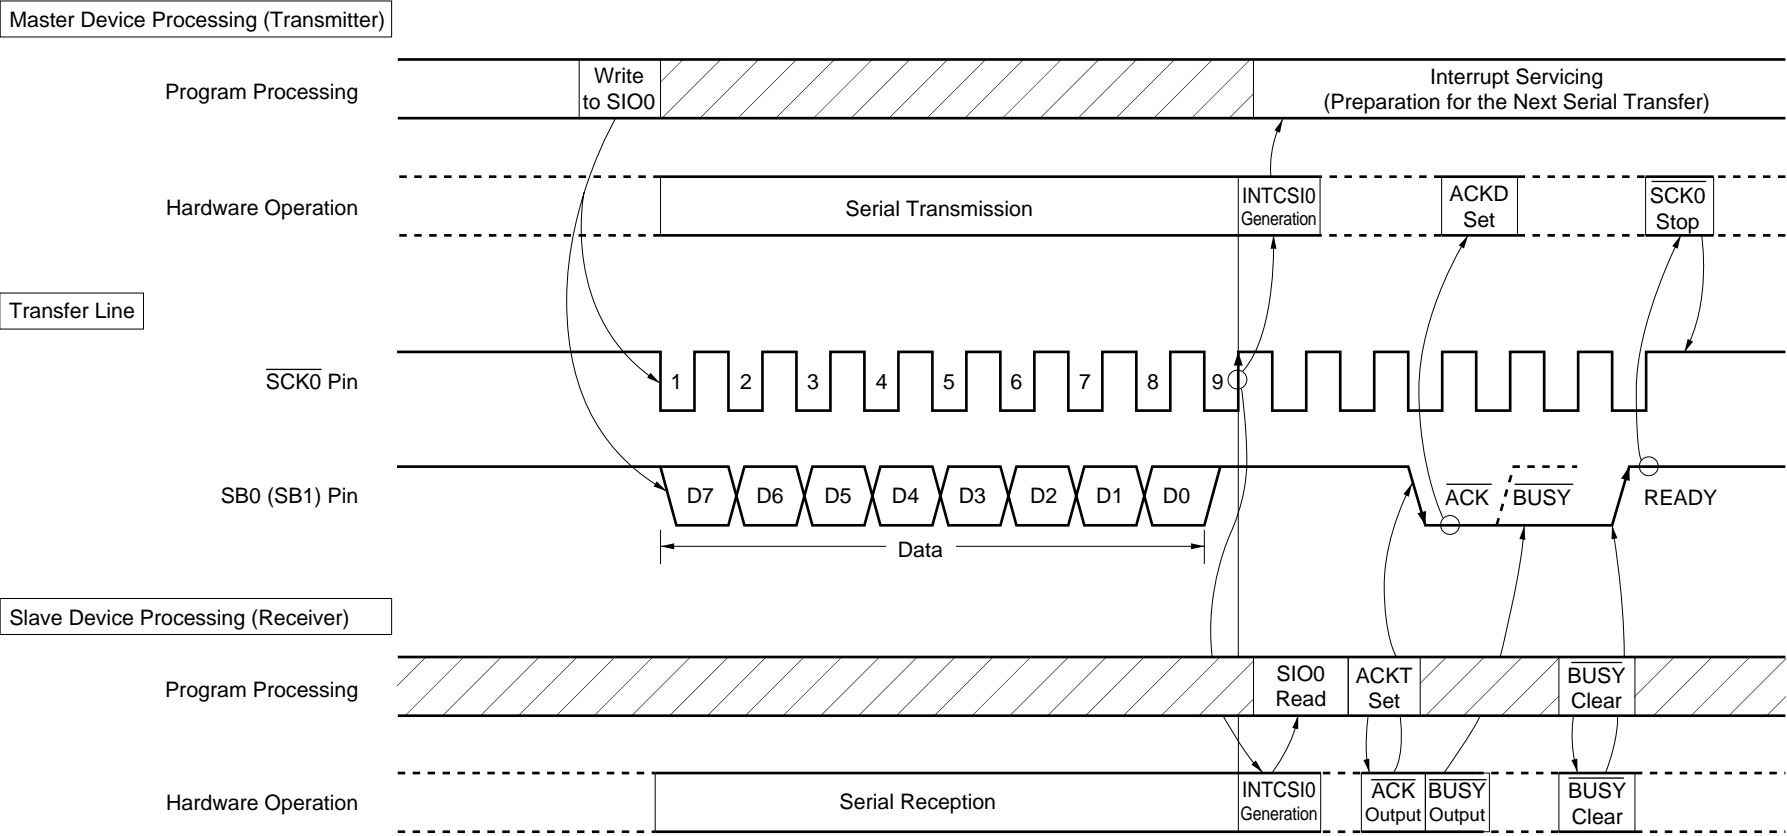 Master Device Processing (Transmitter)
Program Processing
Write
to SIO0
Interrupt Servicing
(Preparation for the Next Serial Transfer)
Hardware Operation
Serial Transmission
INTCSI0
Generation
ACKD
Set
SCK0
Stop
Transfer Line
SCK0 Pin
1 2 3 4 5 6 7 8 9
SB0 (SB1) Pin
D7 D6 D5 D4 D3 D2 D1 D0
ACK BUSY READY
Data
Slave Device Processing (Receiver)
Program Processing
SIO0
Read
ACKT
Set
BUSY
Clear
Hardware Operation
Serial Reception
INTCSI0
Generation
ACK
Output
BUSY
Output
BUSY
Clear